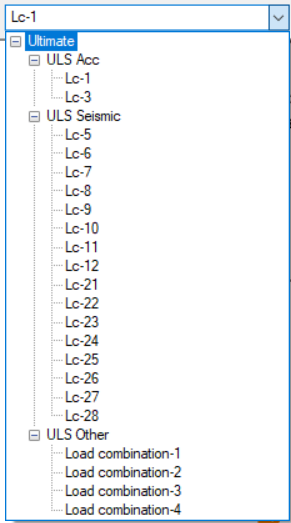 Lc-1
Ultimate
ULS Acc
Lc-1
Lc-3
ULS Seismic
Lc-5
Lc-6
Lc-7
Lc-8
Lc-9
Lc-10
Lc-11
Lc-12
Lc-21
Lc-22
Lc-23
Lc-24
Lc-25
Lc-26
Lc-27
Lc-28
ULS Other
Load combination-1
Load combination-2
Load combination-3
Load combination-4